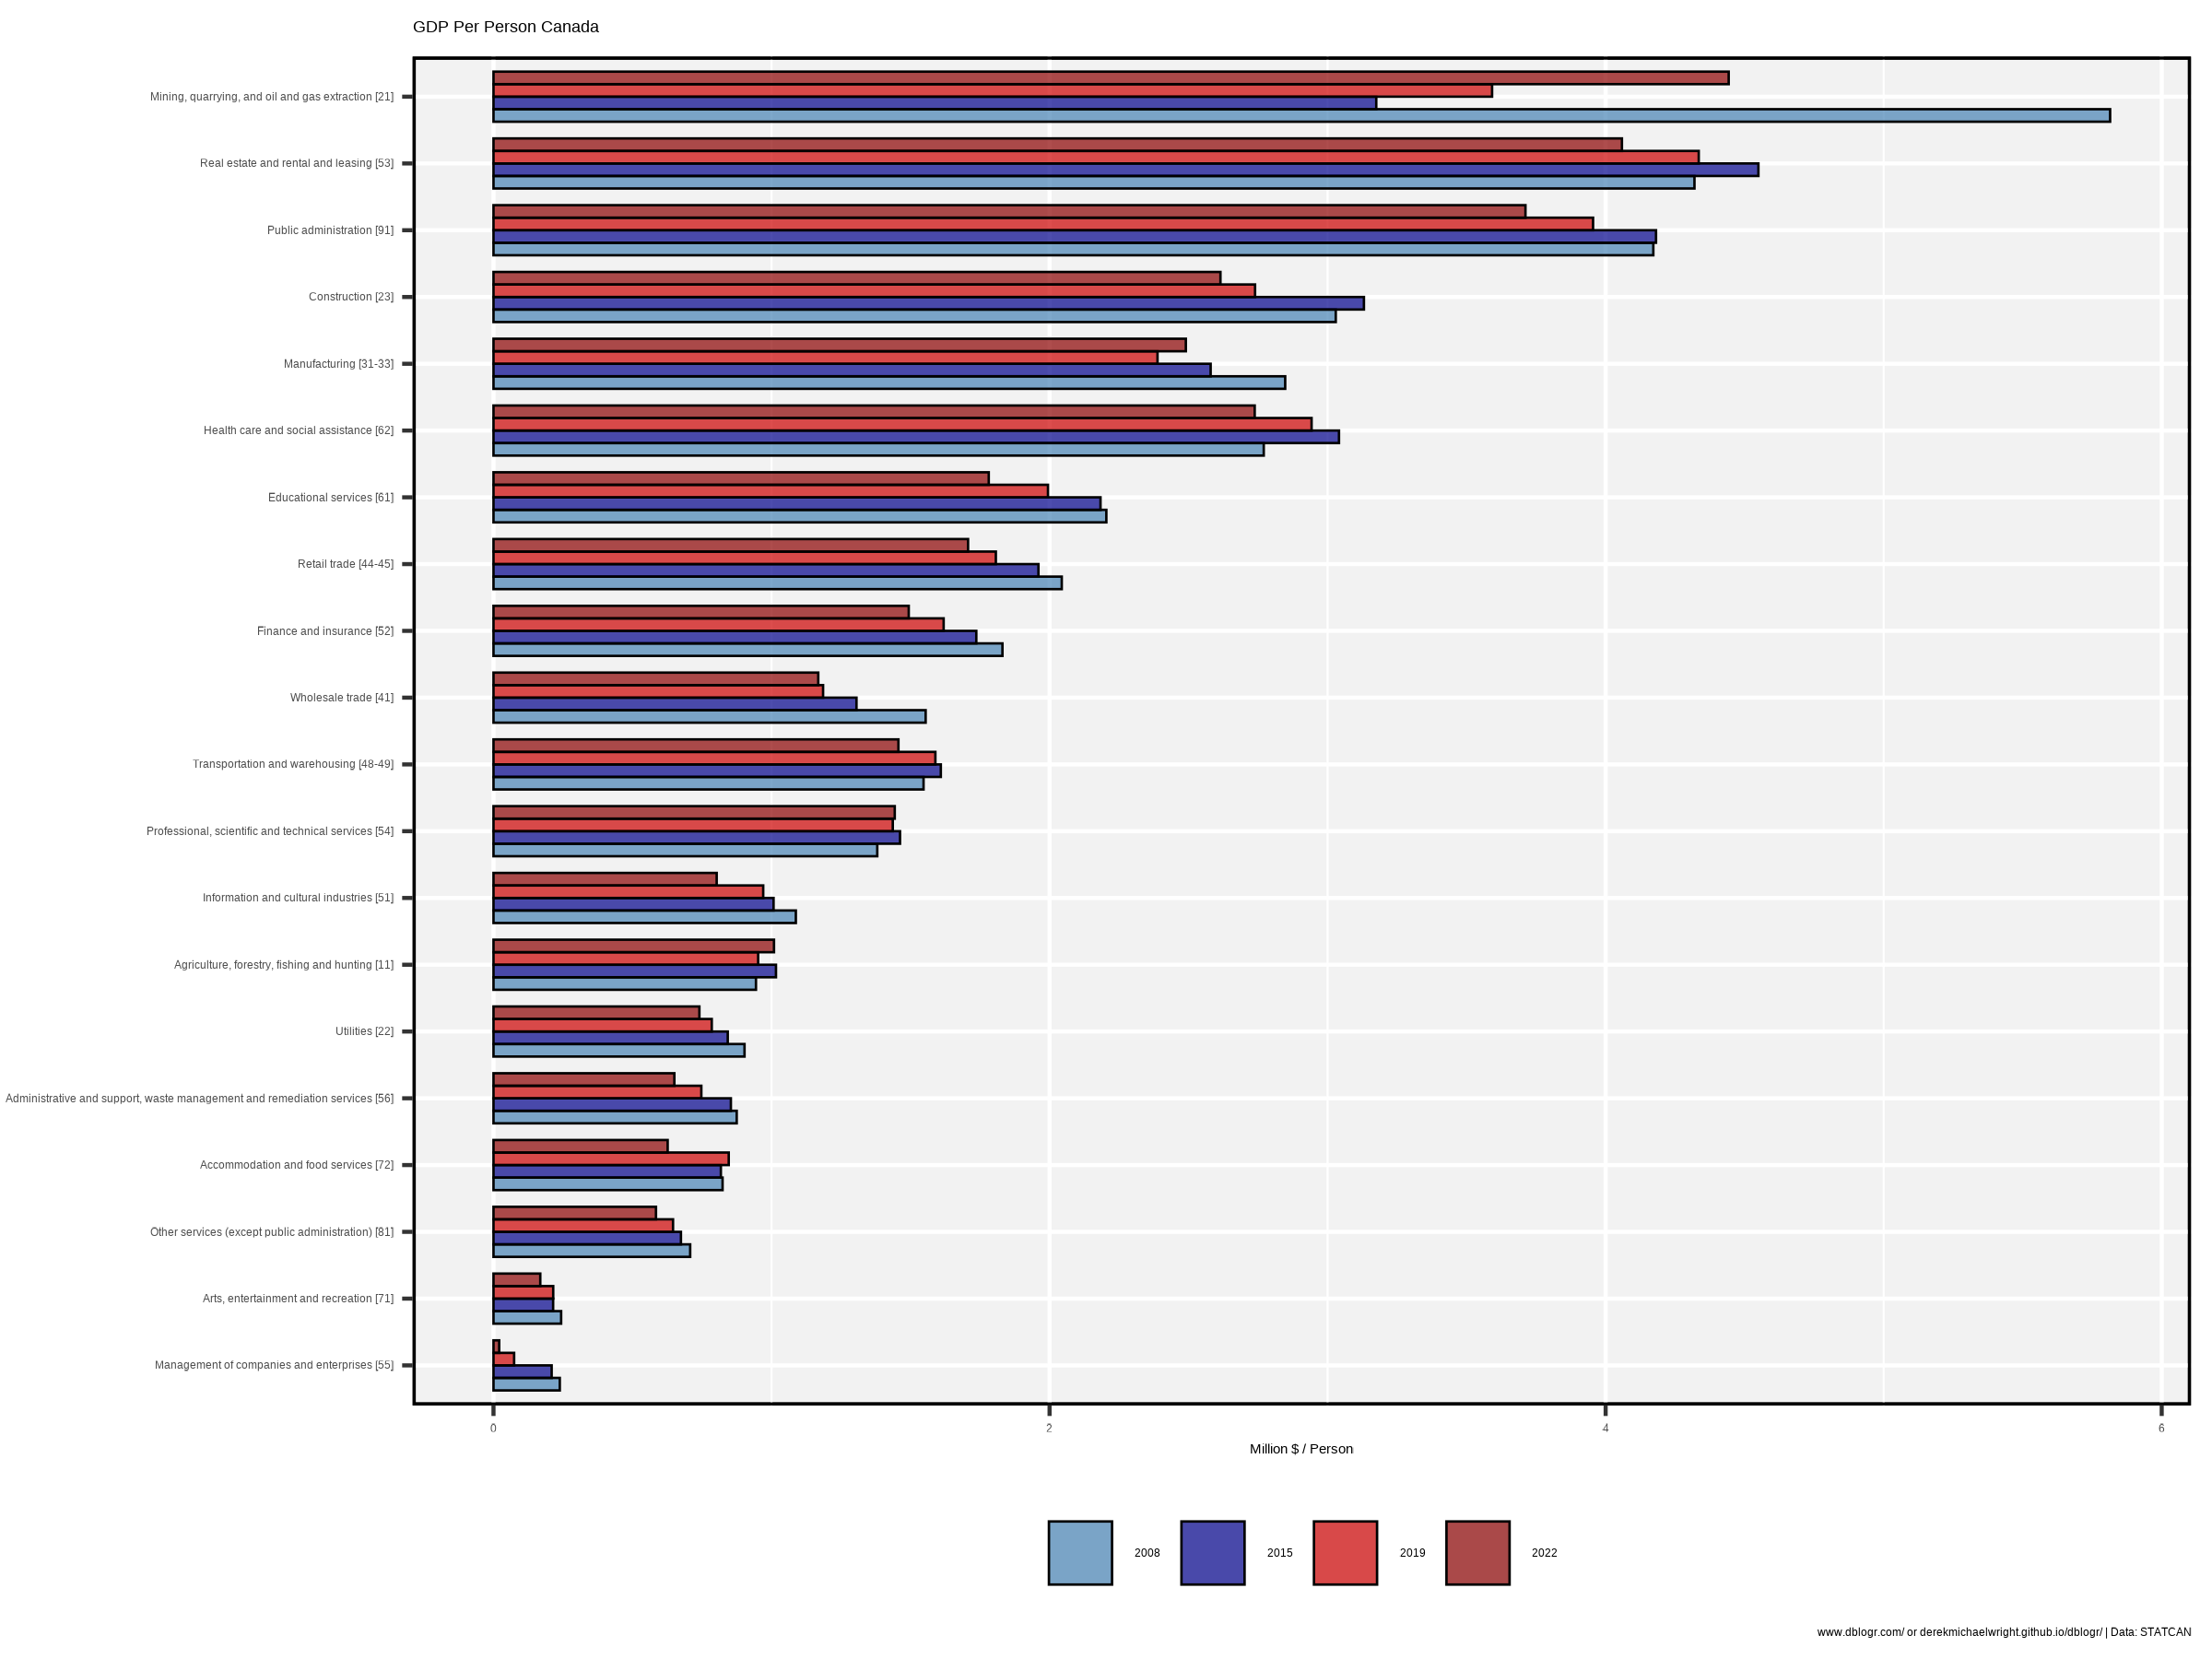 GDP Per Person Canada
Mining, quarrying, and oil and gas extraction [21]
Real estate and rental and leasing [53]
Public administration [91]
Construction [23]
Manufacturing [31-33]
Health care and social assistance [62]
Educational services [61]
Retail trade [44-45]
Finance and insurance [52]
Wholesale trade [41]
Transportation and warehousing [48-49]
Professional, scientific and technical services [54]
Information and cultural industries [51]
Agriculture, forestry, fishing and hunting [11]
Utilities [22]
Administrative and support, waste management and remediation services [56]
Accommodation and food services [72]
Other services (except public administration) [81]
Arts, entertainment and recreation [71]
Management of companies and enterprises [55]
0 2 4 6
Million $ / Person
2008 2015 2019 2022
www.dblogr.com/ or derekmichaelwright.github.io/dblogr/ | Data: STATCAN